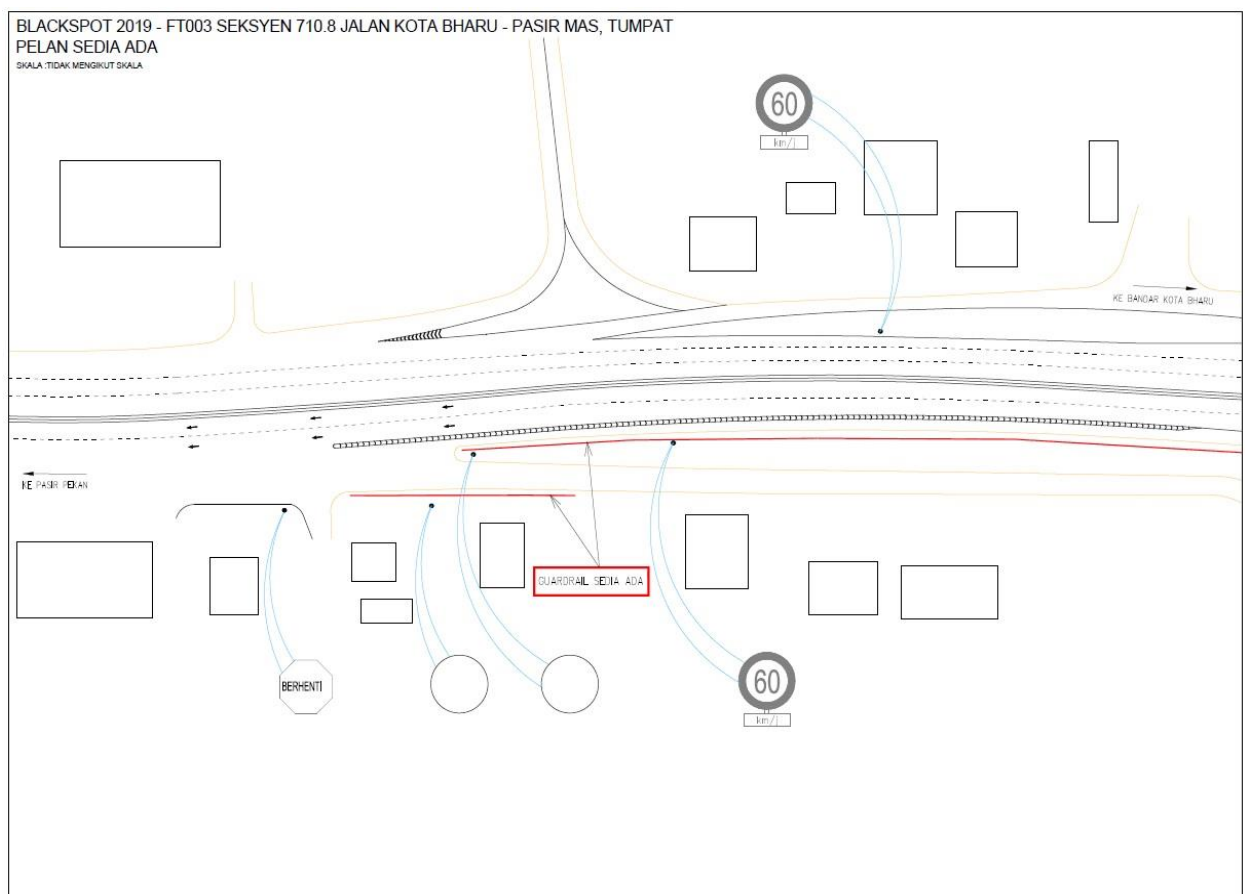 BLACKSPOT 2019 - FT003 SEKSYEN 710.8 JALAN KOTA BHARU - PASIR MAS, TUMPAT
PELAN SEDIA ADA
SKALA :TIDAK MENGIKUT SKALA
60
km/j
KE BANDAR KOTA BHARU
KE PASIR PEKAN
GUARDRAIL SEDIA ADA
BERHENTI
60
km/j